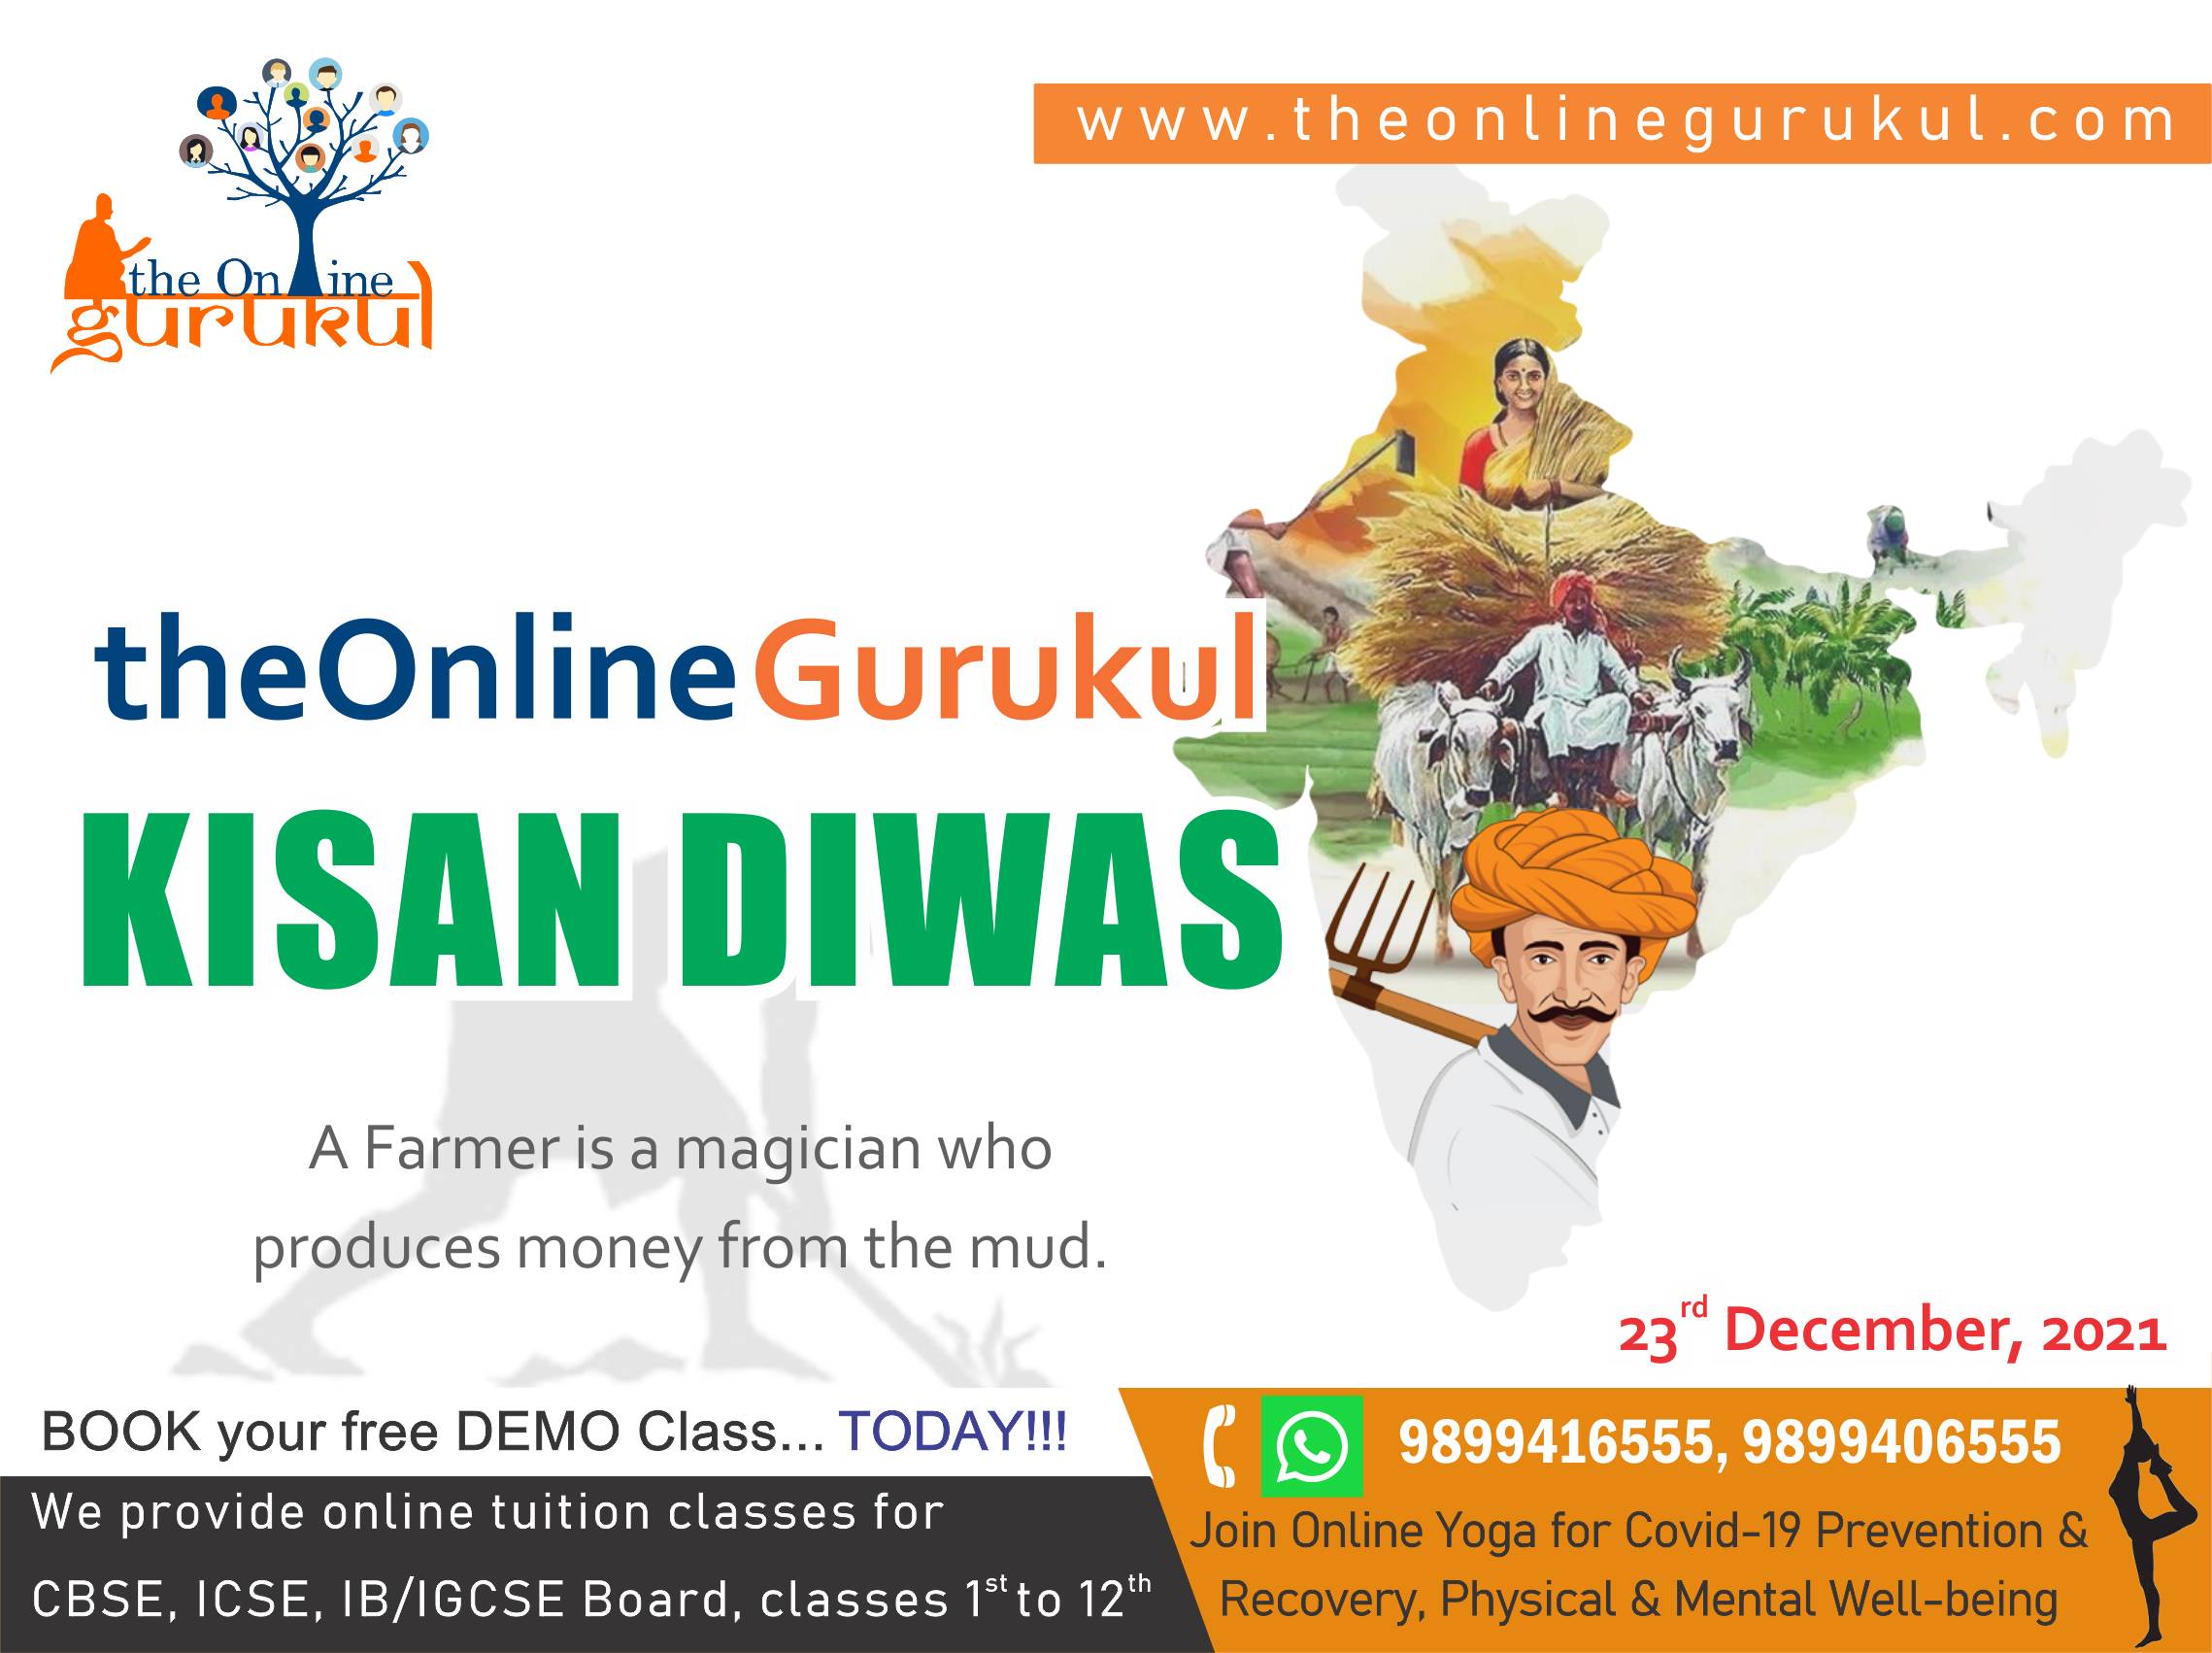 the Online
gurukul
www.theonlinegurukul.com
theOnlineGurukul
KISAN DIWAS
A Farmer is a magician who
produces money from the mud.
23rd December, 2021
BOOK your free DEMO Class... TODAY!!!
We provide online tuition classes for
CBSE, ICSE, IB/IGCSE Board, classes 1st to 12th
9899416555, 9899406555
Join Online Yoga for Covid-19 Prevention &
Recovery, Physical & Mental Well-being